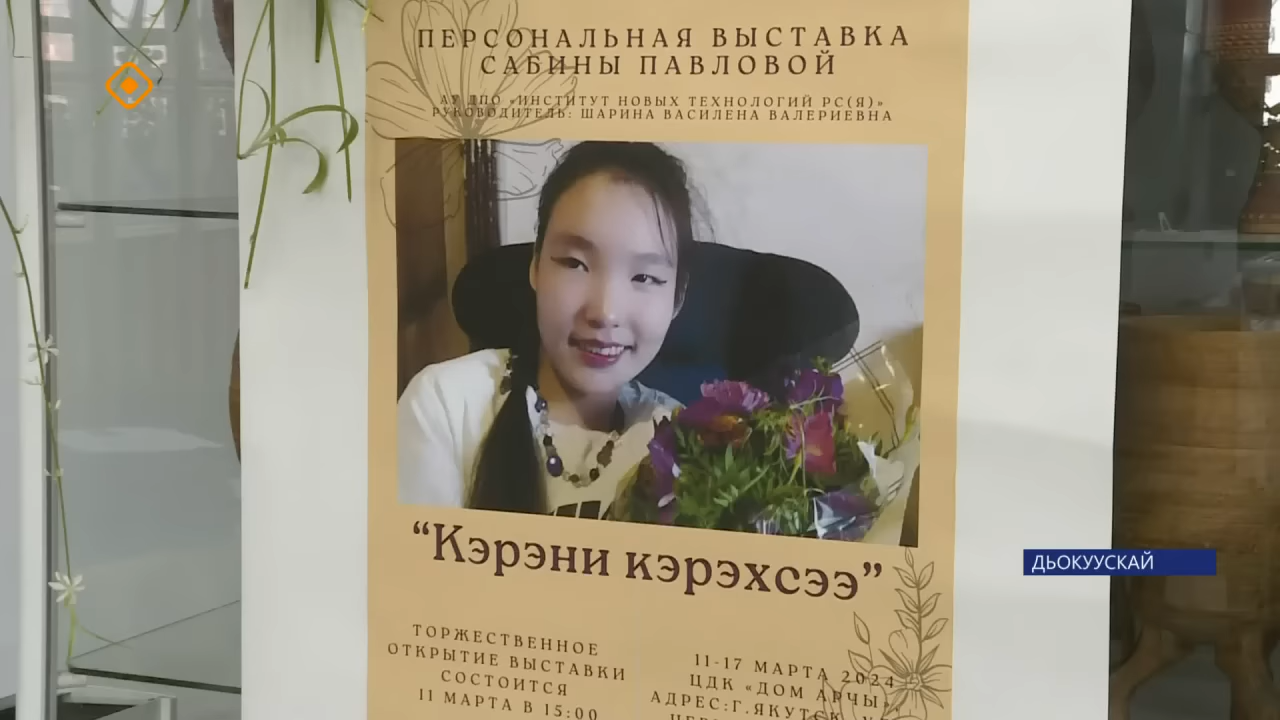 ПЕРСОНАЛЬНАЯ ВЫСТАВКА
САБИНЫ ПАВЛОВОЙ
АУ ДПО «ИНСТИТУТ НОВЫХ ТЕХНОЛОГИЙ РС(Я)»
РУКОВОДИТЕЛЬ: ШАРИНА ВАСИЛЕНА ВАЛЕРИЕВНА
“Кэрэни кэрэхсээ”
ДЬОКУУСКАЙ
ТОРЖЕСТВЕННОЕ
ОТКРЫТИЕ ВЫСТАВКИ
СОСТОИТСЯ
11 МАРТА В 15:00
11-17 МАРТА 2024
ЦДК «ДОМ АРЧЫ»,
АДРЕС:Г.ЯКУТСК